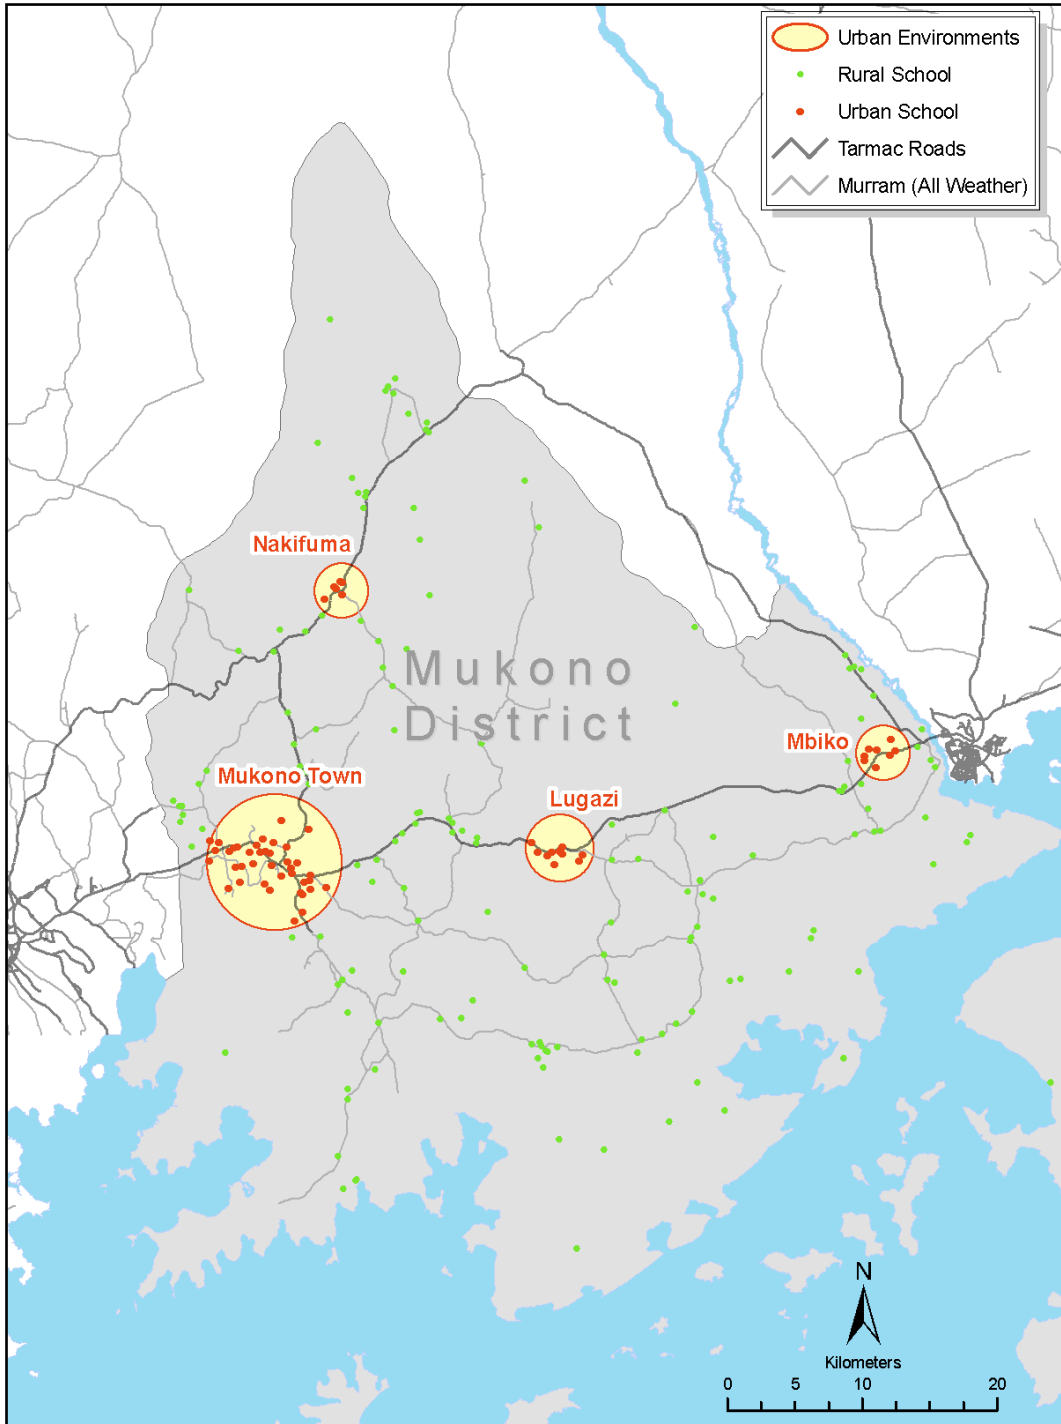 Urban Environments
Rural School
Urban School
Tarmac Roads
Murram (All Weather)
Nakifuma
Mukono
District
Mbiko
Mukono Town
Lugazi
N
Kilometers
0 5 10 20